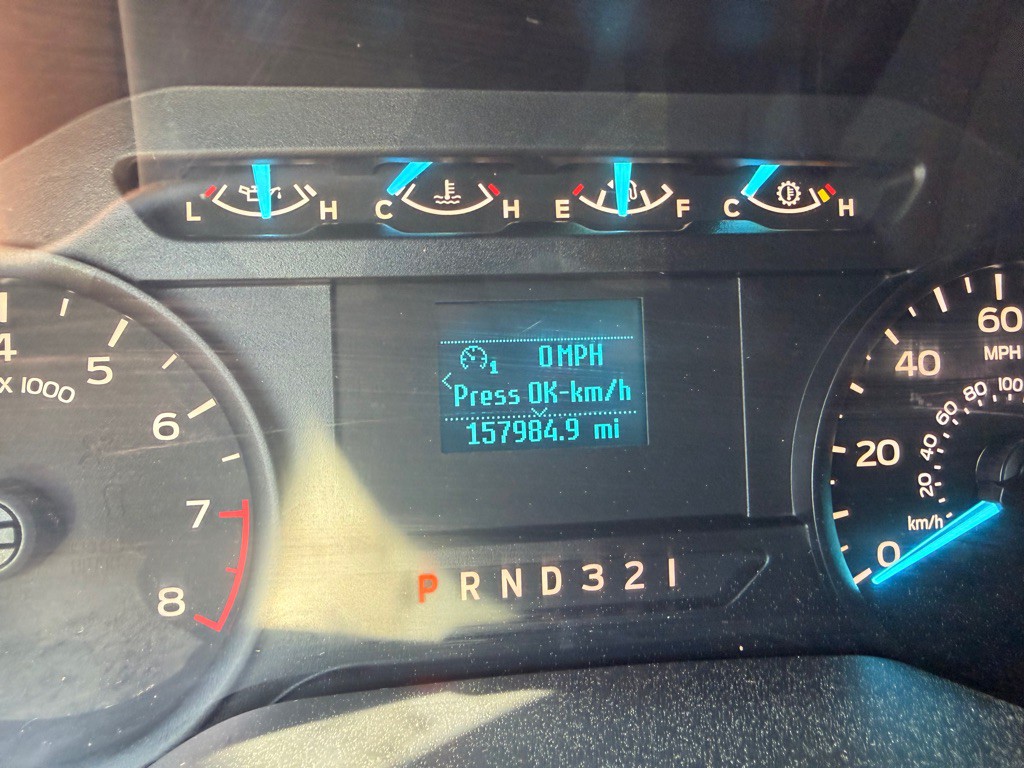 L H C H E F C H
4 5 6 7 8
X 1000
1 0 MPH
< Press OK-km/h
157984.9 mi
P R N D 3 2 1
0 20 40 60
MPH
20 40 60 80 100
km/h